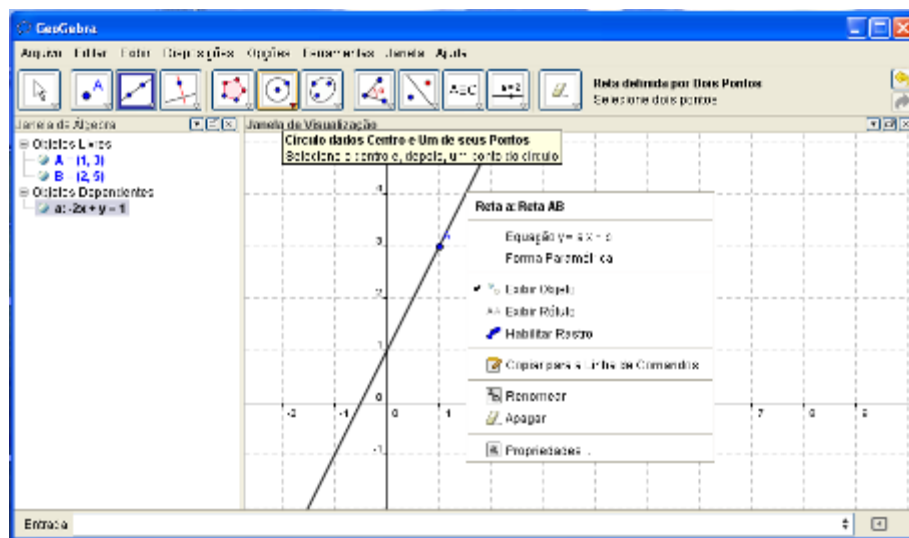 GeoGebra
Arquivo Editar Exibir Disposições Opções Ferramentas Janela Ajuda
A
ABC
a=2
Reta definida por Dois Pontos
Selecione dois pontos
Janela de Álgebra
Janela de Visualização
Objetos Livres
A (1, 3)
B (2, 5)
Objetos Dependentes
a: -2x + y = 1
Círculo dados Centro e Um de seus Pontos
Selecione o centro e, depois, um ponto do círculo
4
3
2
1
0
-1
-2 -1 0 1 7 8 9
A
Reta a: Reta AB
Equação y =
Forma Paramétrica
Exibir Objeto
AA Exibir Rótulo
Habilitar Rastro
Copiar para a Linha de Comandos
Renomear
Apagar
Propriedades ...
Entrada